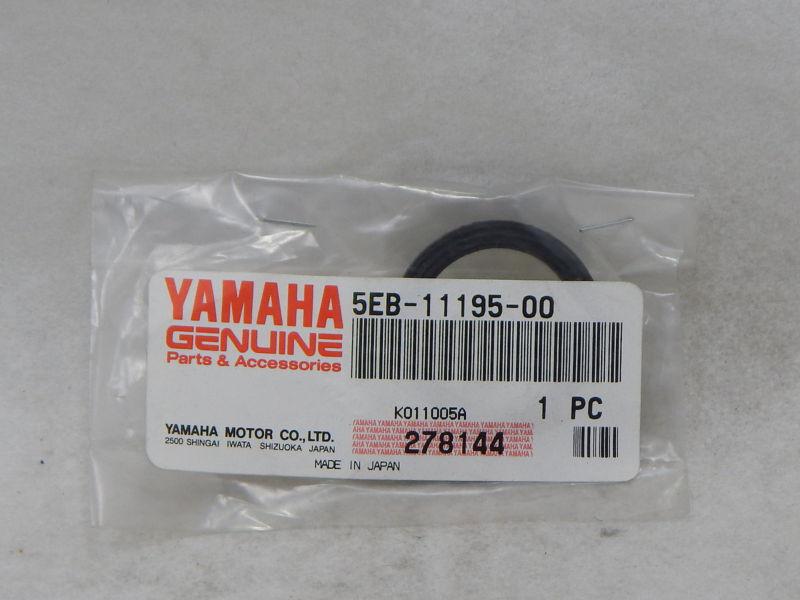 YAMAHA
GENUINE
Parts & Accessories
5EB-11195-00
K011005A
1 PC
YAMAHA MOTOR CO.,LTD.
2500 SHINGAI IWATA SHIZUOKA JAPAN
278144
MADE IN JAPAN